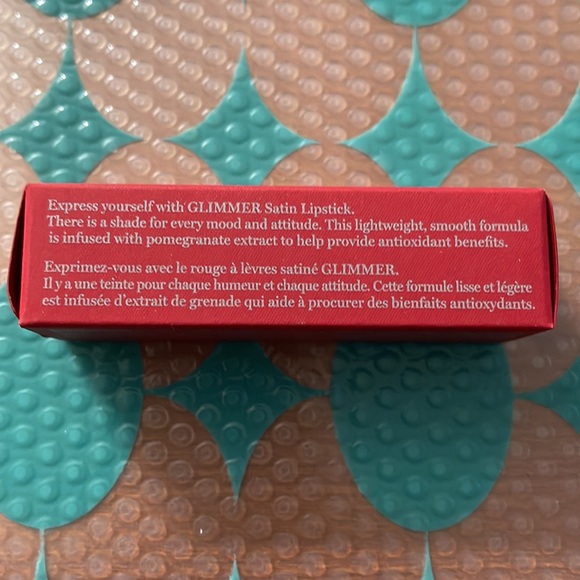 Express yourself with GLIMMER Satin Lipstick.
There is a shade for every mood and attitude. This lightweight, smooth formula
is infused with pomegranate extract to help provide antioxidant benefits.
Exprimez-vous avec le rouge à lèvres satiné GLIMMER.
Il y a une teinte pour chaque humeur et chaque attitude. Cette formule lisse et légère
est infusée d'extrait de grenade qui aide à procurer des bienfaits antioxydants.